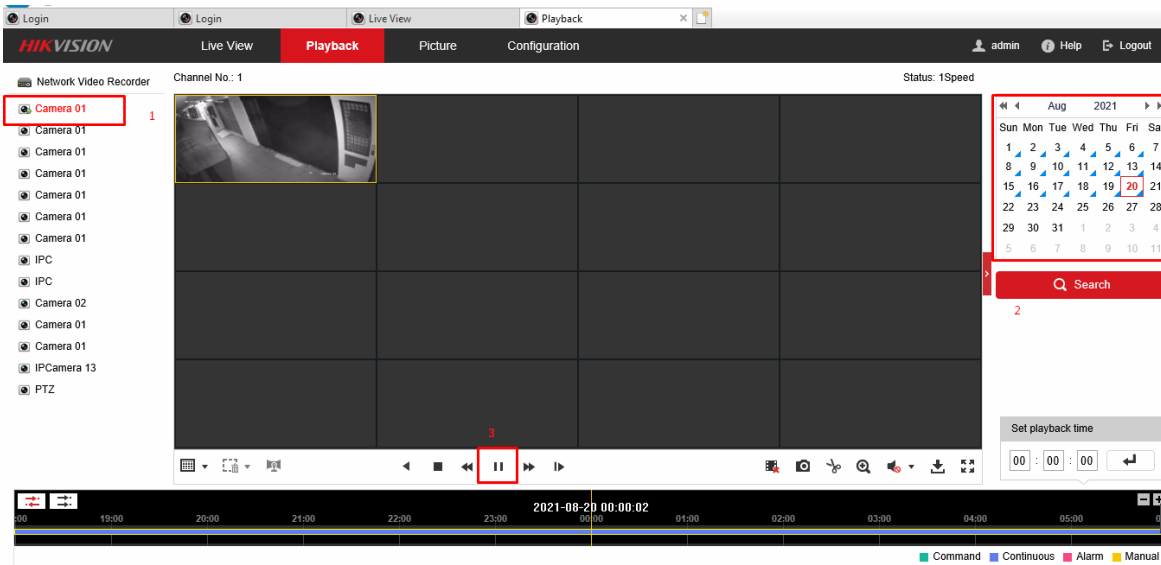 Login
Login
Live View
Playback
HIKVISION
Live View
Playback
Picture
Configuration
admin
Help
Logout
Network Video Recorder
Channel No.: 1
Status: 1Speed
Camera 01
1
Camera 01
Camera 01
Camera 01
Camera 01
Camera 01
Camera 01
IPC
IPC
Camera 02
Camera 01
Camera 01
IPCamera 13
PTZ
Aug 2021
Sun Mon Tue Wed Thu Fri Sa
1 2 3 4 5 6 7
8 9 10 11 12 13 14
15 16 17 18 19 20 21
22 23 24 25 26 27 28
29 30 31 1 2 3 4
5 6 7 8 9 10 11
Search
2
3
Set playback time
00 : 00 : 00
2021-08-20 00:00:02
:00 19:00 20:00 21:00 22:00 23:00 00:00 01:00 02:00 03:00 04:00 05:00 0
Command Continuous Alarm Manual